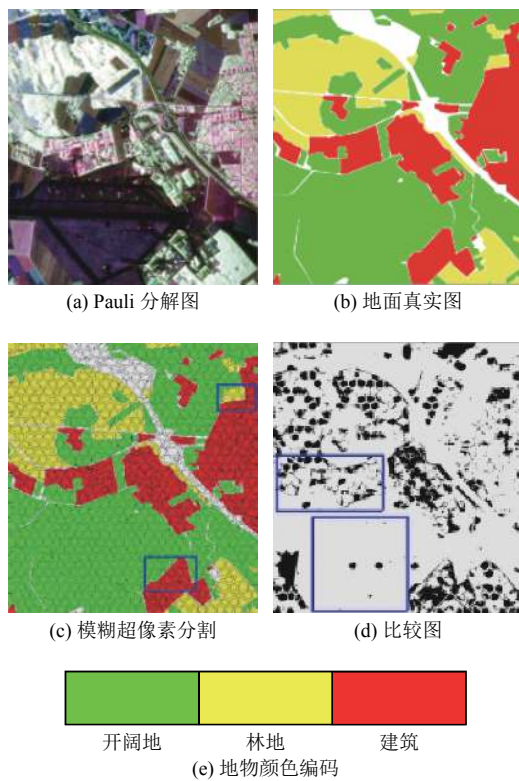 (a) Pauli 分解图
(b) 地面真实图
(c) 模糊超像素分割
(d) 比较图
开阔地 林地 建筑
(e) 地物颜色编码